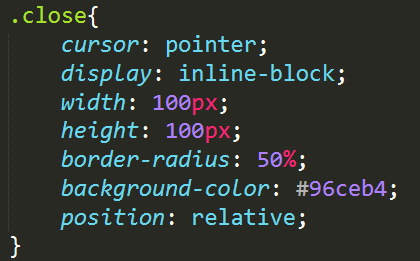 .close{
    cursor: pointer;
    display: inline-block;
    width: 100px;
    height: 100px;
    border-radius: 50%;
    background-color: #96ceb4;
    position: relative;
}